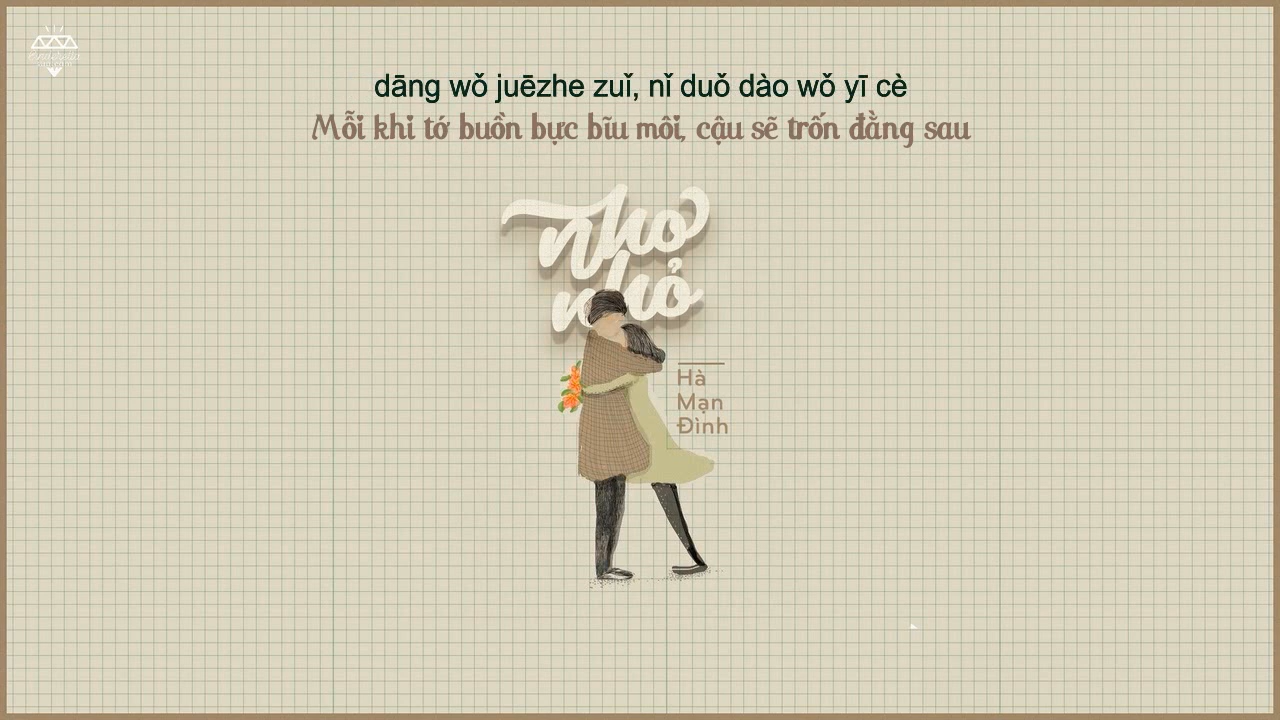 dāng wǒ juēzhe zuǐ, nǐ duǒ dào wǒ yī cè
Mỗi khi tớ buồn bực bĩu môi, cậu sẽ trốn đằng sau
nho
nhỏ
Hà
Mạn
Đình